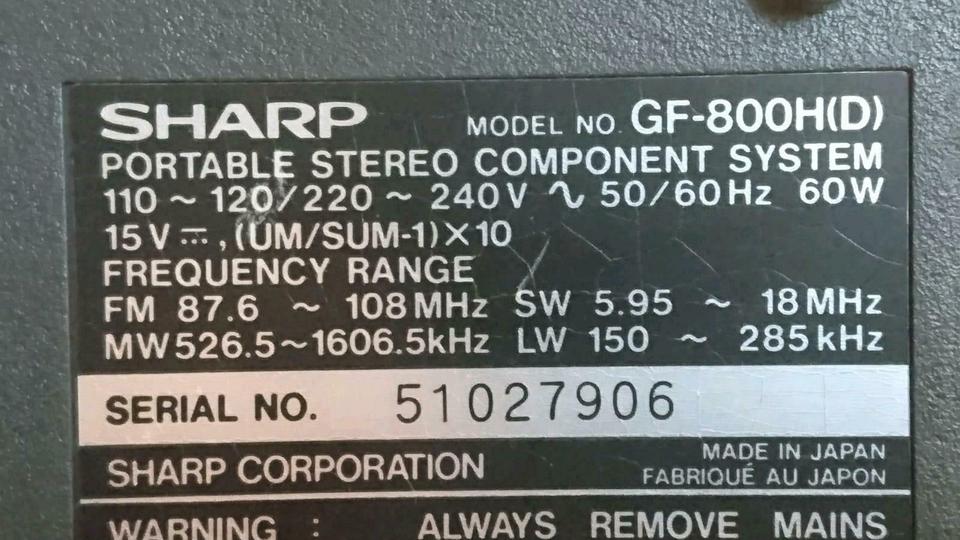 SHARP MODEL NO. GF-800H(D)
PORTABLE STEREO COMPONENT SYSTEM
110 ~ 120/220 ~ 240V ∿ 50/60Hz 60W
15V ⎓, (UM/SUM-1)×10
FREQUENCY RANGE
FM 87.6 ~ 108MHz SW 5.95 ~ 18MHz
MW 526.5~1606.5kHz LW 150 ~ 285kHz
SERIAL NO. 51027906
SHARP CORPORATION MADE IN JAPAN
FABRIQUÉ AU JAPON
WARNING : ALWAYS REMOVE MAINS